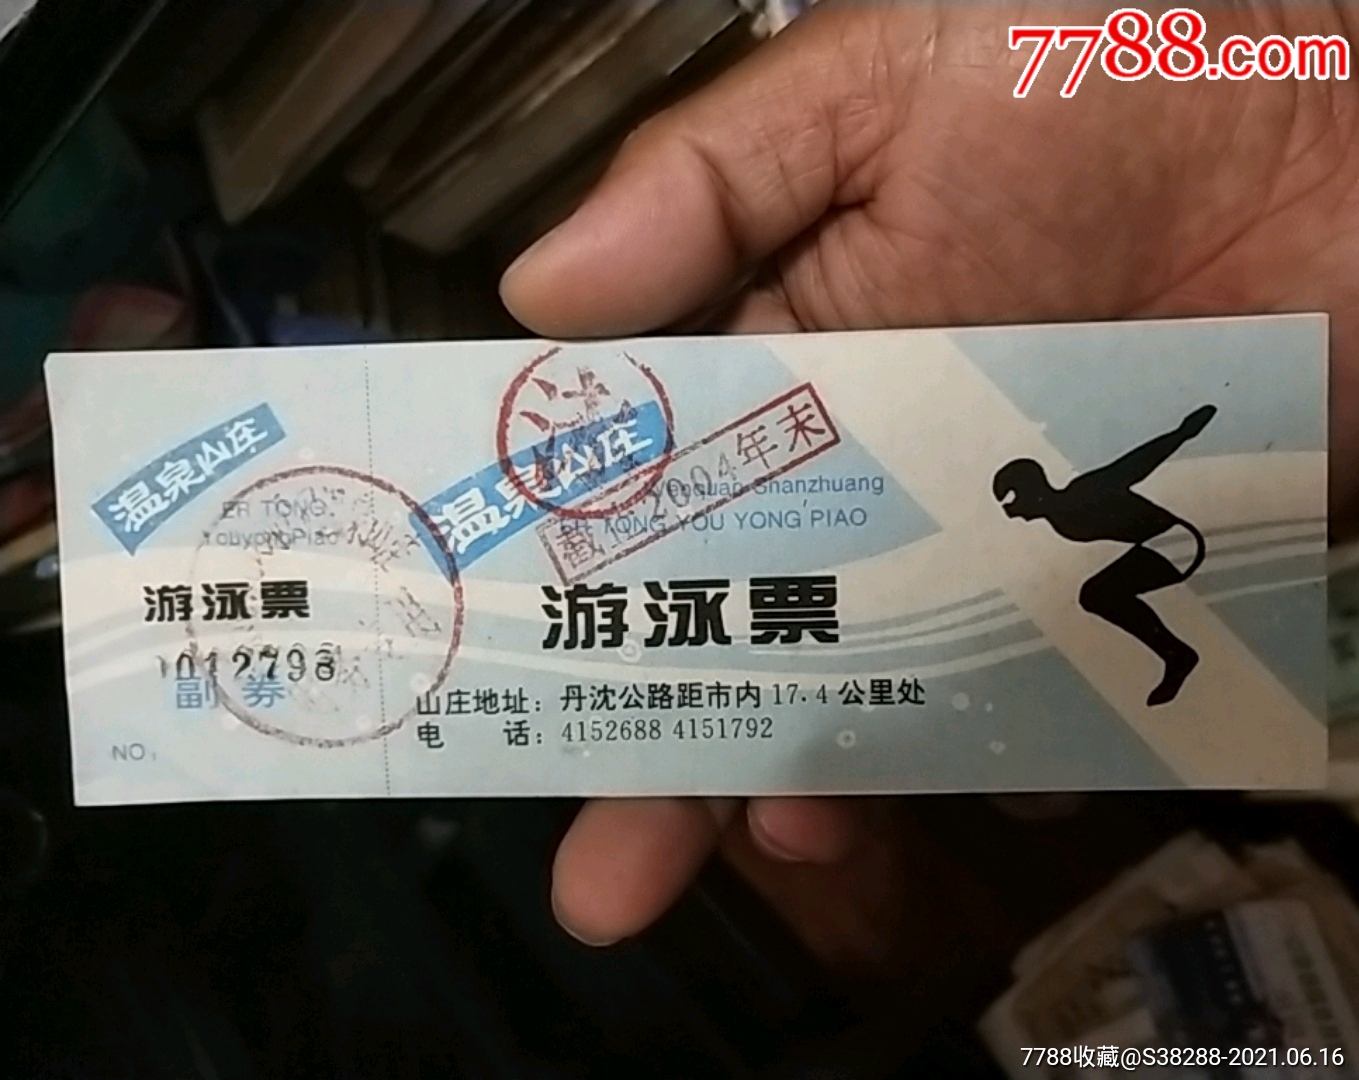 7788.com
温泉山庄
ER TONG
YouyongPiao
游泳票
012798
副券
NO:
温泉山庄
截止2004年末
Wenquan Shanzhuang
ER TONG YOU YONG PIAO
游泳票
山庄地址：丹沈公路距市内17.4公里处
电 话：4152688 4151792
7788收藏@S38288-2021.06.16